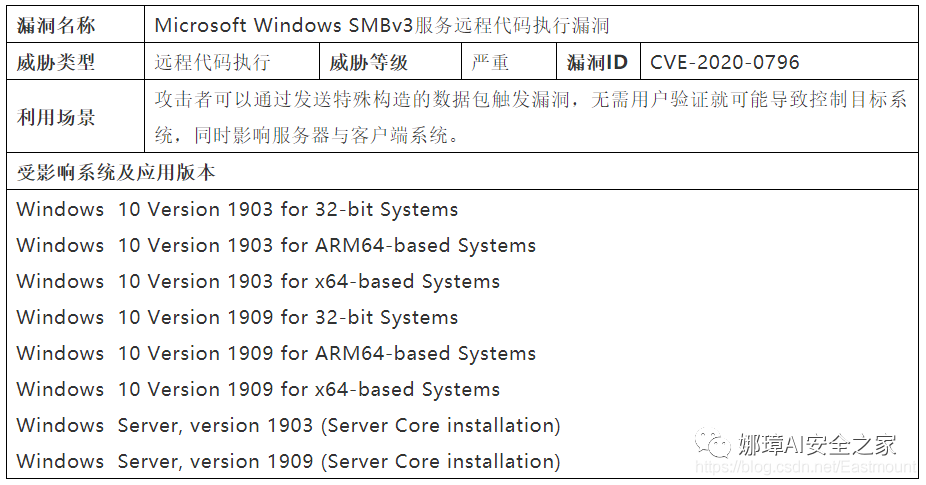 漏洞名称 Microsoft Windows SMBv3服务远程代码执行漏洞
威胁类型 远程代码执行 威胁等级 严重 漏洞ID CVE-2020-0796
利用场景 攻击者可以通过发送特殊构造的数据包触发漏洞，无需用户验证就可能导致控制目标系
统，同时影响服务器与客户端系统。
受影响系统及应用版本
Windows 10 Version 1903 for 32-bit Systems
Windows 10 Version 1903 for ARM64-based Systems
Windows 10 Version 1903 for x64-based Systems
Windows 10 Version 1909 for 32-bit Systems
Windows 10 Version 1909 for ARM64-based Systems
Windows 10 Version 1909 for x64-based Systems
Windows Server, version 1903 (Server Core installation)
Windows Server, version 1909 (Server Core installation)
娜璋AI安全之家
https://blog.csdn.net/Eastmount